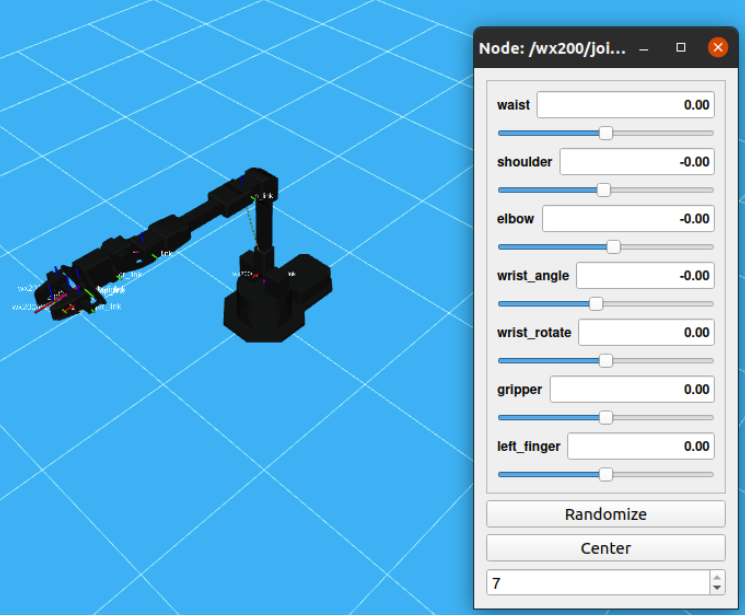 Node: /wx200/joi...
waist 0.00
shoulder -0.00
elbow -0.00
wrist_angle -0.00
wrist_rotate 0.00
gripper 0.00
left_finger 0.00
Randomize
Center
7